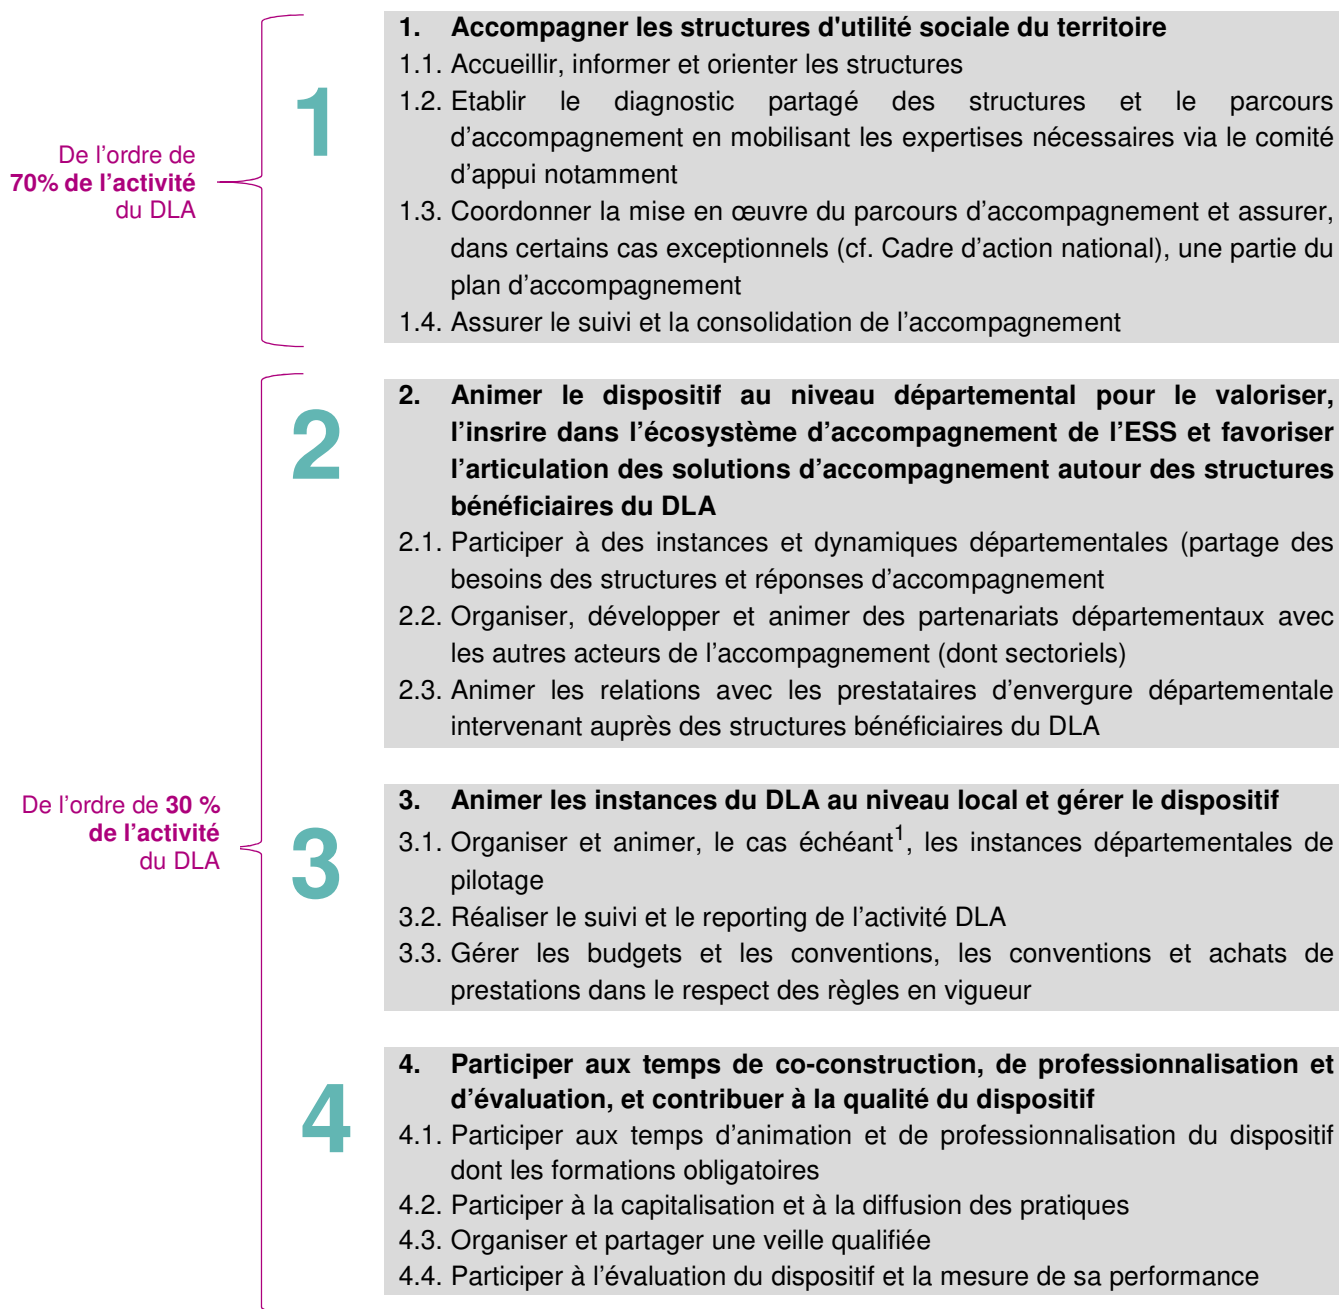 De l’ordre de
70% de l’activité
du DLA
1
1. Accompagner les structures d'utilité sociale du territoire
1.1. Accueillir, informer et orienter les structures
1.2. Etablir le diagnostic partagé des structures et le parcours
d’accompagnement en mobilisant les expertises nécessaires via le comité
d’appui notamment
1.3. Coordonner la mise en œuvre du parcours d’accompagnement et assurer,
dans certains cas exceptionnels (cf. Cadre d’action national), une partie du
plan d’accompagnement
1.4. Assurer le suivi et la consolidation de l’accompagnement
De l’ordre de 30 %
de l’activité
du DLA
2
2. Animer le dispositif au niveau départemental pour le valoriser,
l’insrire dans l’écosystème d’accompagnement de l’ESS et favoriser
l’articulation des solutions d’accompagnement autour des structures
bénéficiaires du DLA
2.1. Participer à des instances et dynamiques départementales (partage des
besoins des structures et réponses d’accompagnement
2.2. Organiser, développer et animer des partenariats départementaux avec
les autres acteurs de l’accompagnement (dont sectoriels)
2.3. Animer les relations avec les prestataires d’envergure départementale
intervenant auprès des structures bénéficiaires du DLA
3
3. Animer les instances du DLA au niveau local et gérer le dispositif
3.1. Organiser et animer, le cas échéant1, les instances départementales de
pilotage
3.2. Réaliser le suivi et le reporting de l’activité DLA
3.3. Gérer les budgets et les conventions, les conventions et achats de
prestations dans le respect des règles en vigueur
4
4. Participer aux temps de co-construction, de professionnalisation et
d’évaluation, et contribuer à la qualité du dispositif
4.1. Participer aux temps d’animation et de professionnalisation du dispositif
dont les formations obligatoires
4.2. Participer à la capitalisation et à la diffusion des pratiques
4.3. Organiser et partager une veille qualifiée
4.4. Participer à l’évaluation du dispositif et la mesure de sa performance